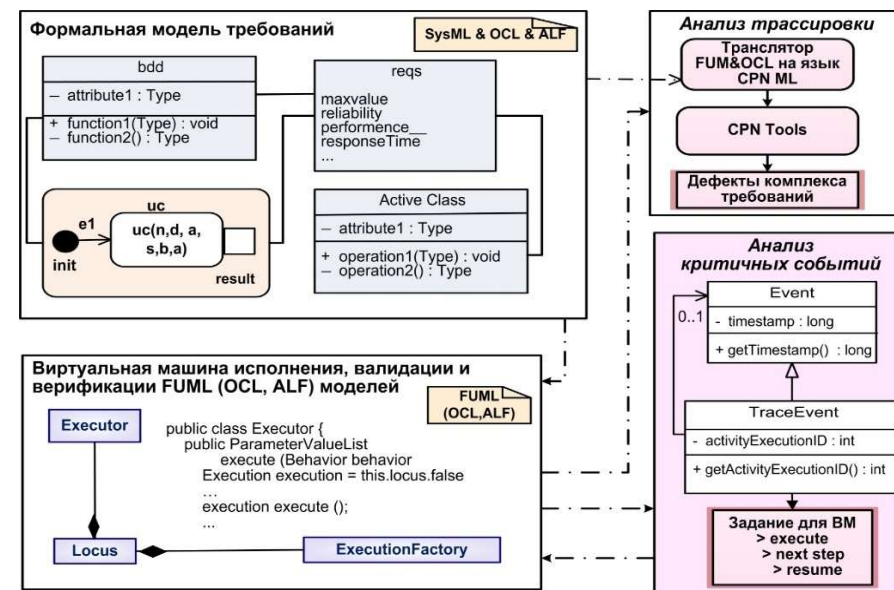 Формальная модель требований
SysML & OCL & ALF
bdd
– attribute1 : Type
+ function1(Type) : void
– function2() : Type
reqs
maxvalue
reliability
performence__
responseTime
...
uc
e1
uc(n,d, a,
s,b,a)
init
result
Active Class
– attribute1 : Type
+ operation1(Type) : void
– operation2() : Type
Анализ трассировки
Транслятор
FUM&OCL на язык
CPN ML
CPN Tools
Дефекты комплекса
требований
Анализ
критичных событий
Event
0..1
- timestamp : long
+ getTimestamp() : long
TraceEvent
- activityExecutionID : int
+ getActivityExecutionID() : int
Задание для ВМ
> execute
> next step
> resume
Виртуальная машина исполнения, валидации и
верификации FUML (OCL, ALF) моделей
FUML
(OCL,ALF)
Executor
public class Executor {
public ParameterValueList
execute (Behavior behavior
Execution execution = this.locus.false
...
execution execute ();
...
Locus
ExecutionFactory